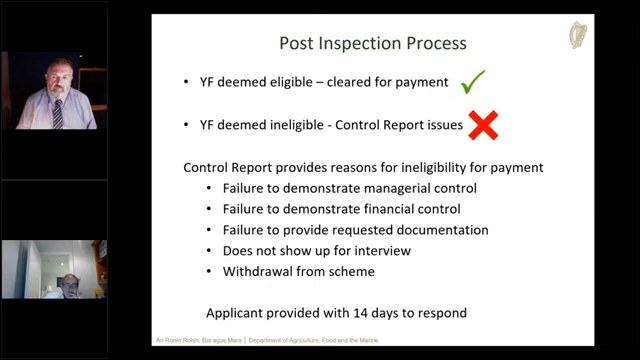 Post Inspection Process
YF deemed eligible – cleared for payment
YF deemed ineligible - Control Report issues
Control Report provides reasons for ineligibility for payment
Failure to demonstrate managerial control
Failure to demonstrate financial control
Failure to provide requested documentation
Does not show up for interview
Withdrawal from scheme
Applicant provided with 14 days to respond
An Roinn Roinn, Bia agus Mara | Department of Agriculture, Food and the Marine